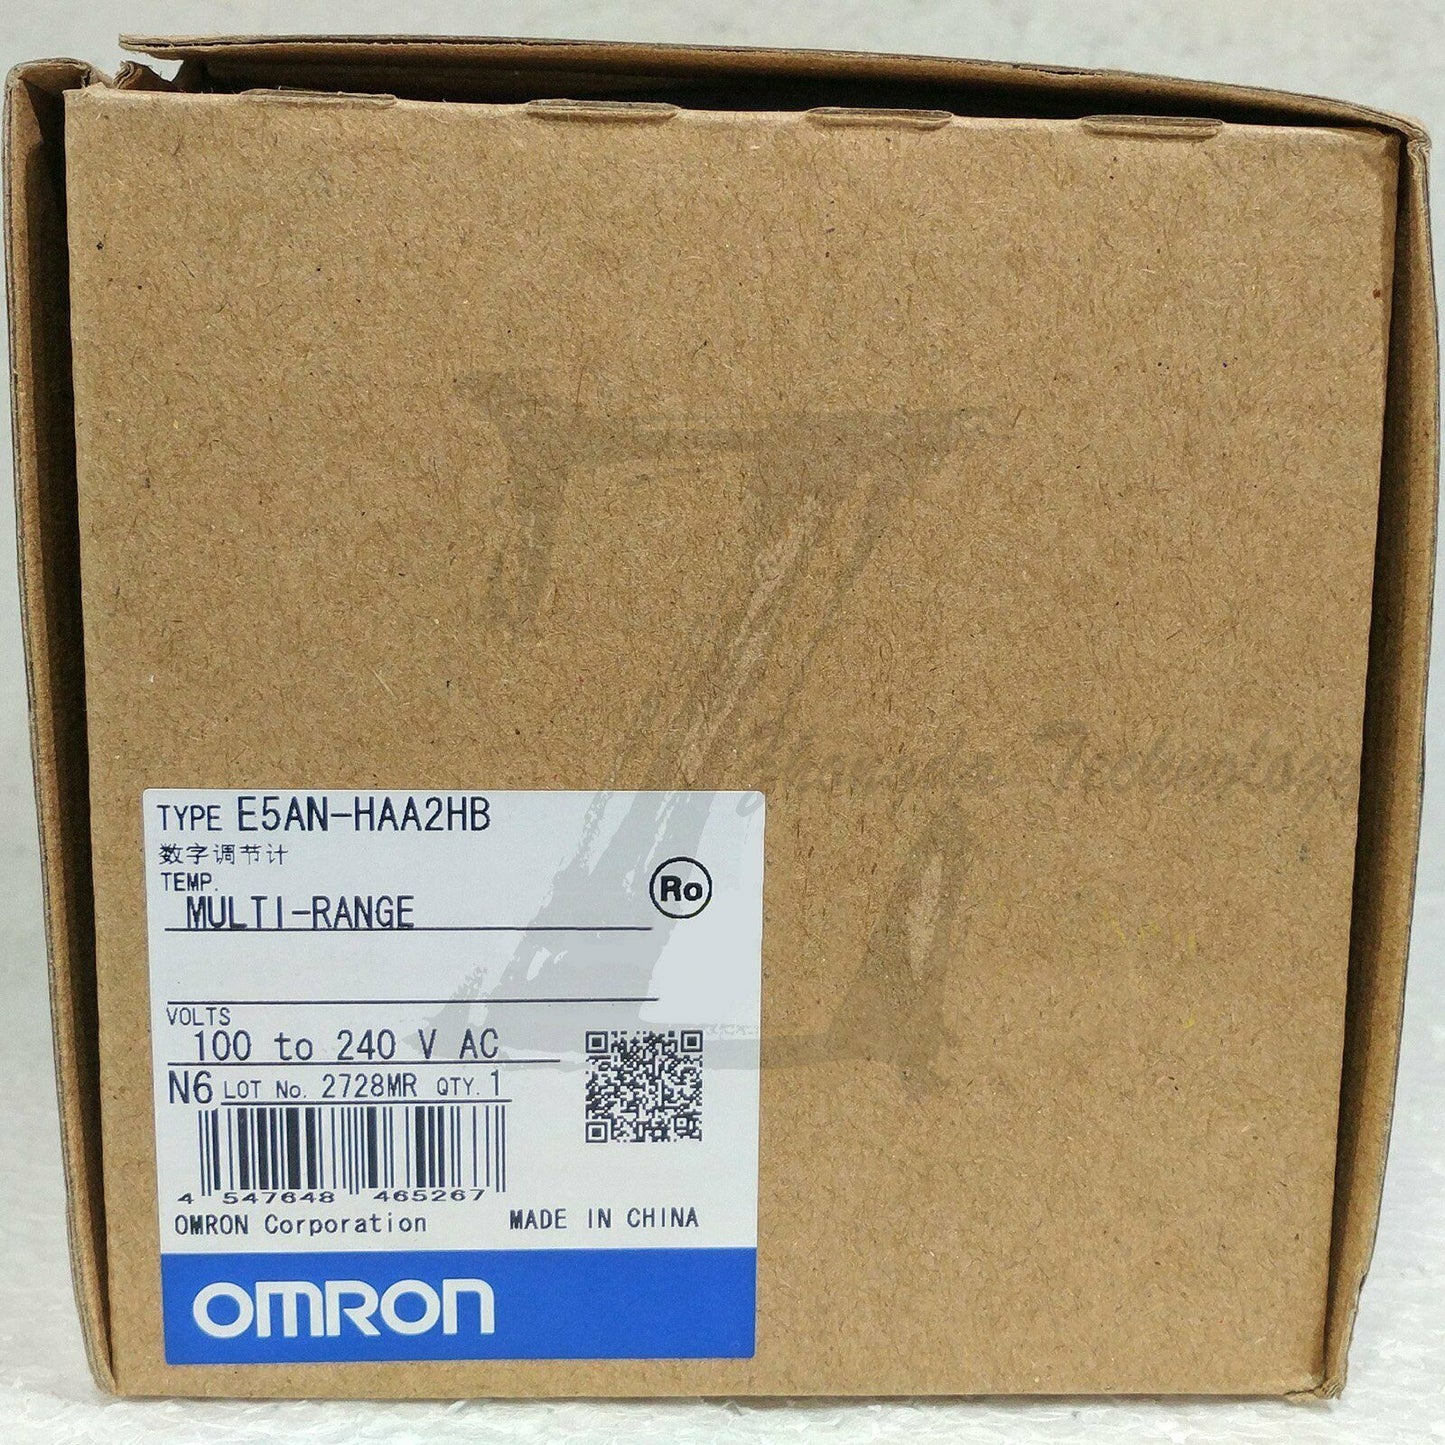 TYPE E5AN-HAA2HB
数字调节计
TEMP.
MULTI-RANGE
Ro
VOLTS
100 to 240 V AC
N6 LOT No. 2728MR QTY. 1
4 547648 465267
OMRON Corporation MADE IN CHINA
OMRON
Technology